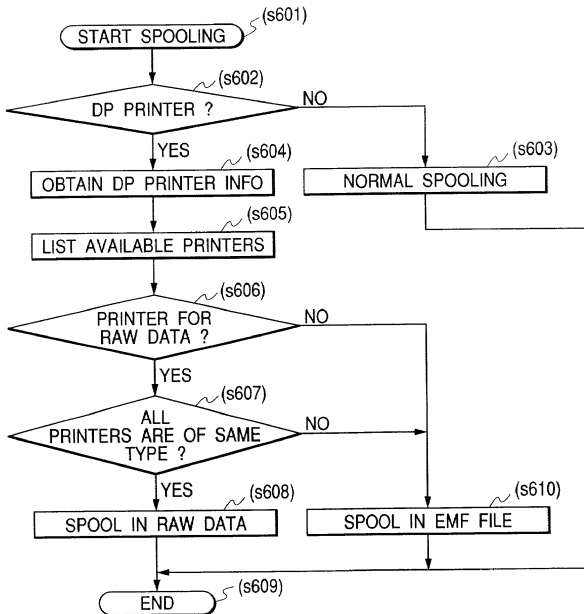 START SPOOLING
(s601)
(s602)
DP PRINTER ?
NO
YES
(s604)
OBTAIN DP PRINTER INFO
(s603)
NORMAL SPOOLING
(s605)
LIST AVAILABLE PRINTERS
(s606)
PRINTER FOR
RAW DATA ?
NO
YES
(s607)
ALL
PRINTERS ARE OF SAME
TYPE ?
NO
YES
(s608)
SPOOL IN RAW DATA
(s610)
SPOOL IN EMF FILE
(s609)
END